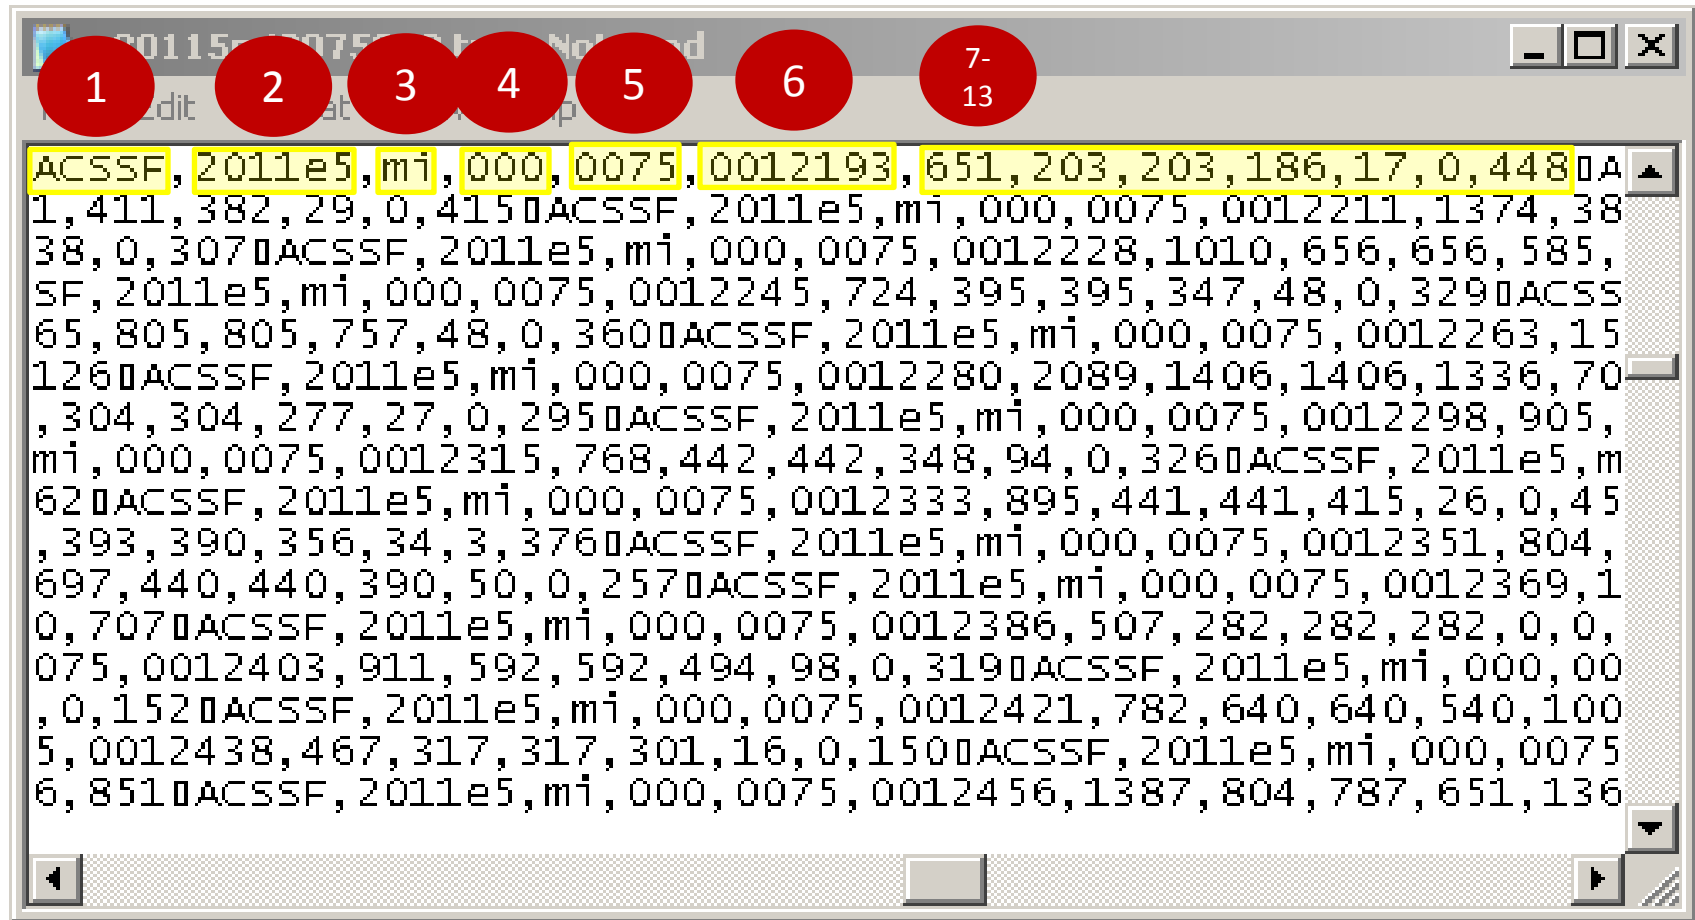 1 2 3 4 5 6 7-
13
ACSSF,2011e5,mi,000,0075,0012193,651,203,203,186,17,0,448▯A
1,411,382,29,0,415▯ACSSF,2011e5,mi,000,0075,0012211,1374,38
38,0,307▯ACSSF,2011e5,mi,000,0075,0012228,1010,656,656,585,
SF,2011e5,mi,000,0075,0012245,724,395,395,347,48,0,329▯ACSS
65,805,805,757,48,0,360▯ACSSF,2011e5,mi,000,0075,0012263,15
126▯ACSSF,2011e5,mi,000,0075,0012280,2089,1406,1406,1336,70
,304,304,277,27,0,295▯ACSSF,2011e5,mi,000,0075,0012298,905,
mi,000,0075,0012315,768,442,442,348,94,0,326▯ACSSF,2011e5,m
62▯ACSSF,2011e5,mi,000,0075,0012333,895,441,441,415,26,0,45
,393,390,356,34,3,376▯ACSSF,2011e5,mi,000,0075,0012351,804,
697,440,440,390,50,0,257▯ACSSF,2011e5,mi,000,0075,0012369,1
0,707▯ACSSF,2011e5,mi,000,0075,0012386,507,282,282,282,0,0,
075,0012403,911,592,592,494,98,0,319▯ACSSF,2011e5,mi,000,00
,0,152▯ACSSF,2011e5,mi,000,0075,0012421,782,640,640,540,100
5,0012438,467,317,317,301,16,0,150▯ACSSF,2011e5,mi,000,0075
6,851▯ACSSF,2011e5,mi,000,0075,0012456,1387,804,787,651,136